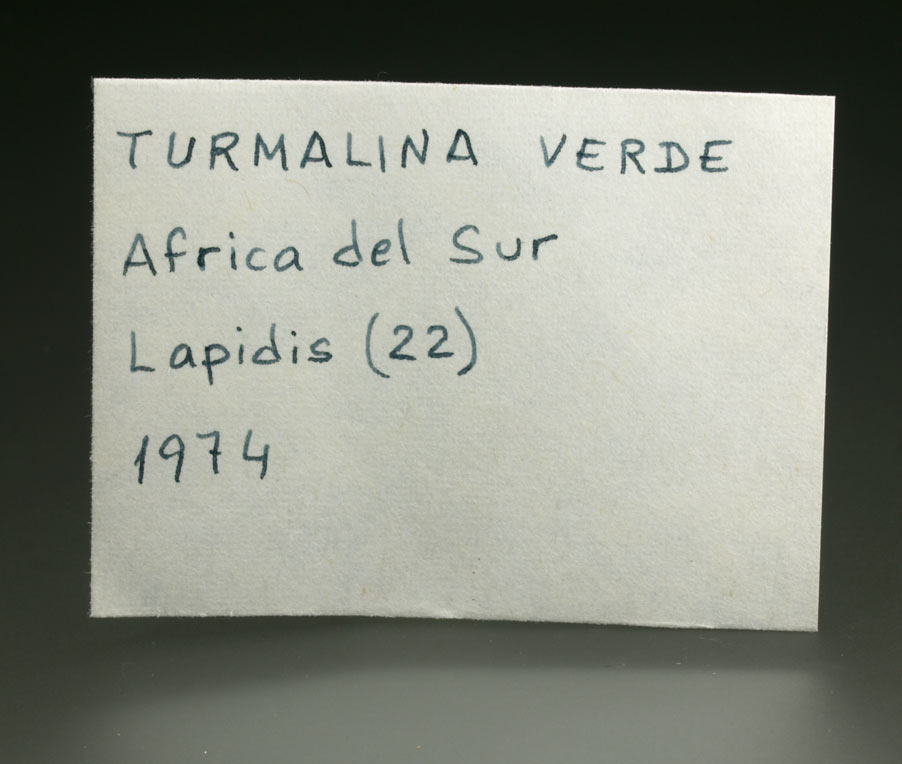 TURMALINA VERDE
Africa del Sur
Lapidis (22)
1974